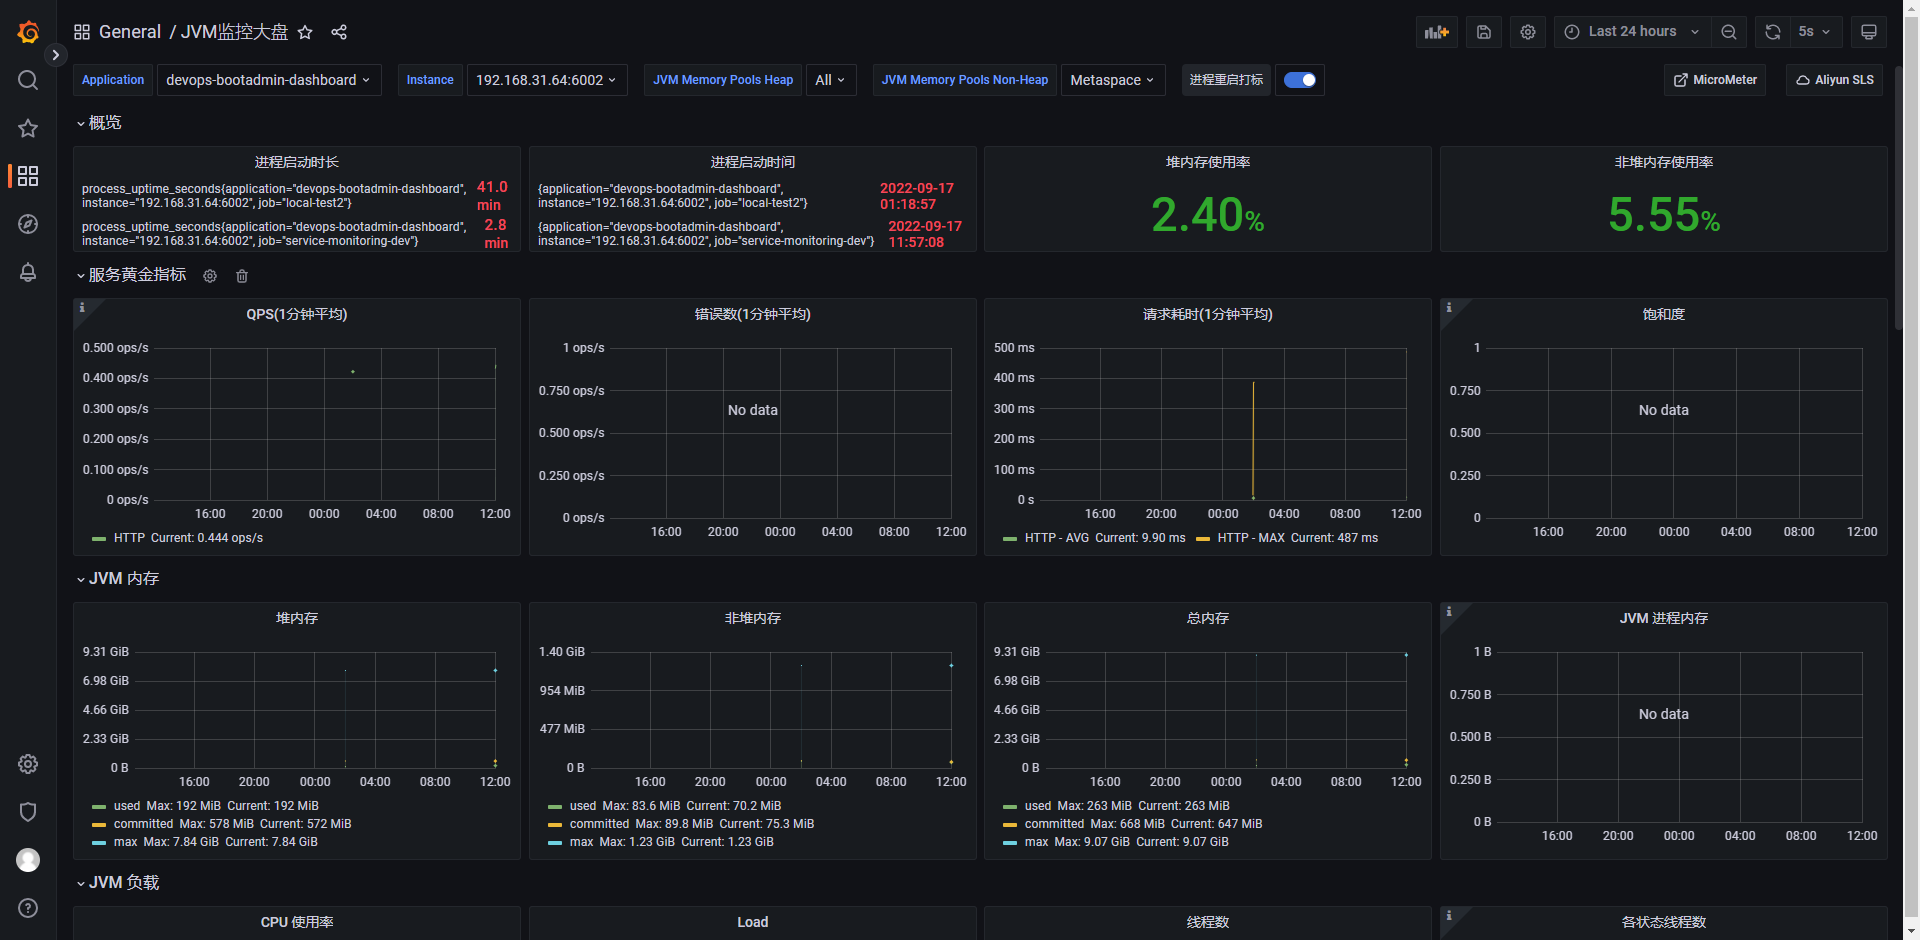 General / JVM监控大盘
Last 24 hours
5s
Application devops-bootadmin-dashboard
Instance 192.168.31.64:6002
JVM Memory Pools Heap All
JVM Memory Pools Non-Heap Metaspace
进程重启打标
MicroMeter
Aliyun SLS
概览
进程启动时长
process_uptime_seconds{application="devops-bootadmin-dashboard",
instance="192.168.31.64:6002", job="local-test2"}
41.0
min
process_uptime_seconds{application="devops-bootadmin-dashboard",
instance="192.168.31.64:6002", job="service-monitoring-dev"}
2.8
min
进程启动时间
{application="devops-bootadmin-dashboard",
instance="192.168.31.64:6002", job="local-test2"}
2022-09-17
01:18:57
{application="devops-bootadmin-dashboard",
instance="192.168.31.64:6002", job="service-monitoring-dev"}
2022-09-17
11:57:08
堆内存使用率
2.40%
非堆内存使用率
5.55%
服务黄金指标
QPS(1分钟平均)
0.500 ops/s
0.400 ops/s
0.300 ops/s
0.200 ops/s
0.100 ops/s
0 ops/s
16:00 20:00 00:00 04:00 08:00 12:00
HTTP Current: 0.444 ops/s
错误数(1分钟平均)
1 ops/s
0.750 ops/s
No data
0.500 ops/s
0.250 ops/s
0 ops/s
16:00 20:00 00:00 04:00 08:00 12:00
请求耗时(1分钟平均)
500 ms
400 ms
300 ms
200 ms
100 ms
0 s
16:00 20:00 00:00 04:00 08:00 12:00
HTTP - AVG Current: 9.90 ms HTTP - MAX Current: 487 ms
饱和度
1
0.750
No data
0.500
0.250
0
16:00 20:00 00:00 04:00 08:00 12:00
JVM 内存
堆内存
9.31 GiB
6.98 GiB
4.66 GiB
2.33 GiB
0 B
16:00 20:00 00:00 04:00 08:00 12:00
used Max: 192 MiB Current: 192 MiB
committed Max: 578 MiB Current: 572 MiB
max Max: 7.84 GiB Current: 7.84 GiB
非堆内存
1.40 GiB
954 MiB
477 MiB
0 B
16:00 20:00 00:00 04:00 08:00 12:00
used Max: 83.6 MiB Current: 70.2 MiB
committed Max: 89.8 MiB Current: 75.3 MiB
max Max: 1.23 GiB Current: 1.23 GiB
总内存
9.31 GiB
6.98 GiB
4.66 GiB
2.33 GiB
0 B
16:00 20:00 00:00 04:00 08:00 12:00
used Max: 263 MiB Current: 263 MiB
committed Max: 668 MiB Current: 647 MiB
max Max: 9.07 GiB Current: 9.07 GiB
JVM 进程内存
1 B
0.750 B
No data
0.500 B
0.250 B
0 B
16:00 20:00 00:00 04:00 08:00 12:00
JVM 负载
CPU 使用率
Load
线程数
各状态线程数